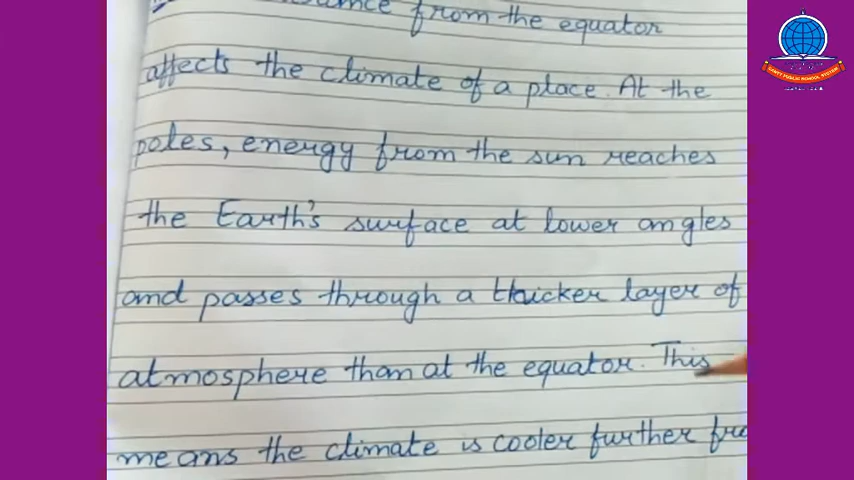 from the equator
affects the climate of a place. At the
poles, energy from the sun reaches
the Earth's surface at lower angles
and passes through a thicker layer of
atmosphere than at the equator. This
means the climate is cooler further